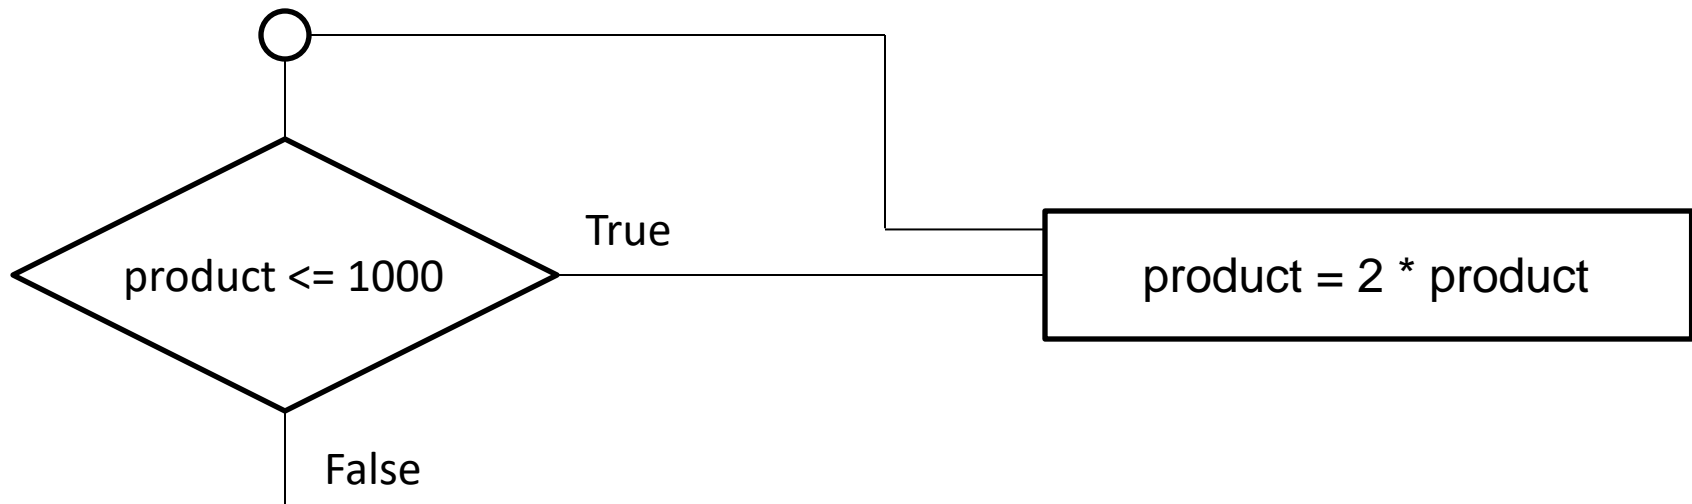 True
product <= 1000
product = 2 * product
False